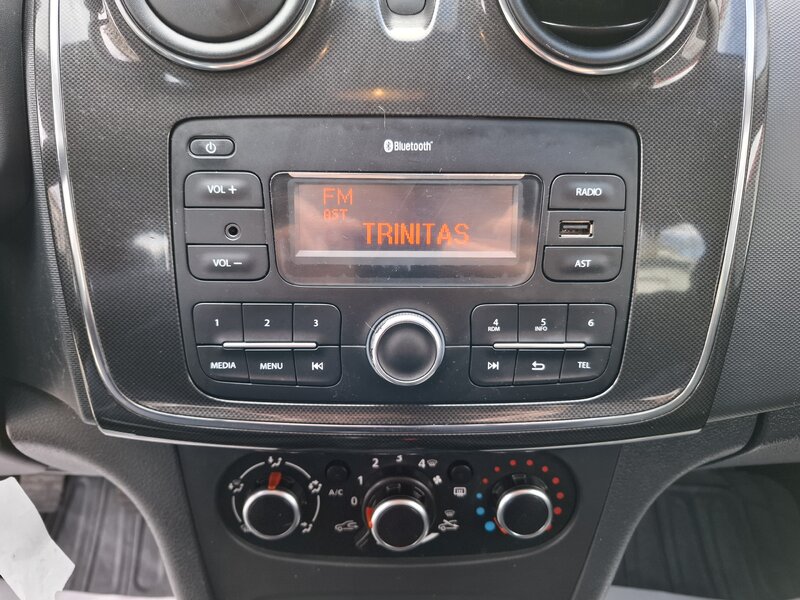 Bluetooth
VOL +
FM
AST
TRINITAS
RADIO
VOL −
AST
1 2 3
4 RDM
5 INFO
6
MEDIA MENU
TEL
A/C
0 1 2 3 4